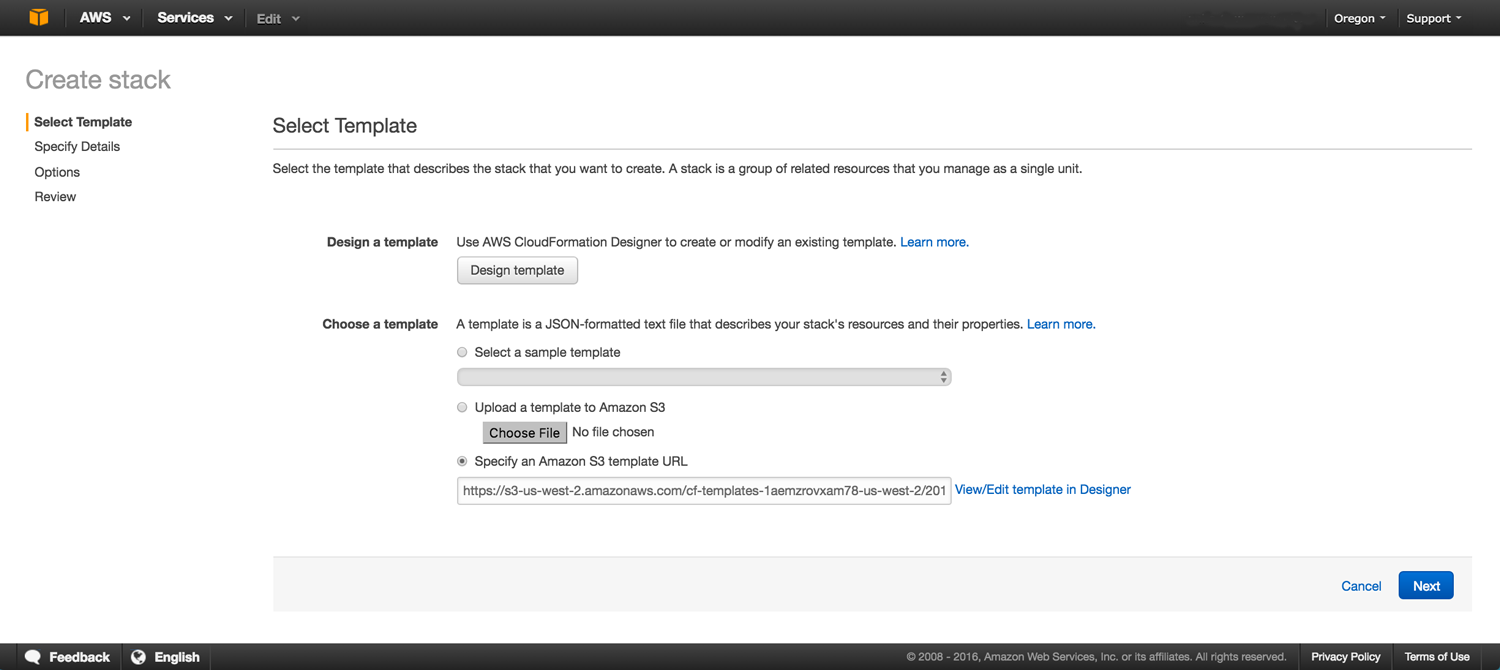 AWS Services Edit Oregon Support
Create stack
Select Template
Specify Details
Options
Review
Select Template
Select the template that describes the stack that you want to create. A stack is a group of related resources that you manage as a single unit.
Design a template Use AWS CloudFormation Designer to create or modify an existing template. Learn more.
Design template
Choose a template A template is a JSON-formatted text file that describes your stack's resources and their properties. Learn more.
Select a sample template
Upload a template to Amazon S3
Choose File No file chosen
Specify an Amazon S3 template URL
https://s3-us-west-2.amazonaws.com/cf-templates-1aemzrovxam78-us-west-2/201 View/Edit template in Designer
Cancel Next
Feedback English © 2008 - 2016, Amazon Web Services, Inc. or its affiliates. All rights reserved. Privacy Policy Terms of Use